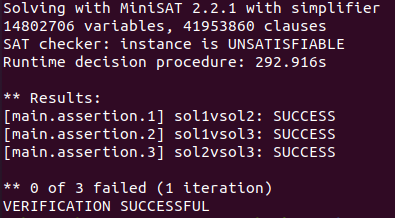 Solving with MiniSAT 2.2.1 with simplifier
14802706 variables, 41953860 clauses
SAT checker: instance is UNSATISFIABLE
Runtime decision procedure: 292.916s

** Results:
[main.assertion.1] sol1vsol2: SUCCESS
[main.assertion.2] sol1vsol3: SUCCESS
[main.assertion.3] sol2vsol3: SUCCESS

** 0 of 3 failed (1 iteration)
VERIFICATION SUCCESSFUL